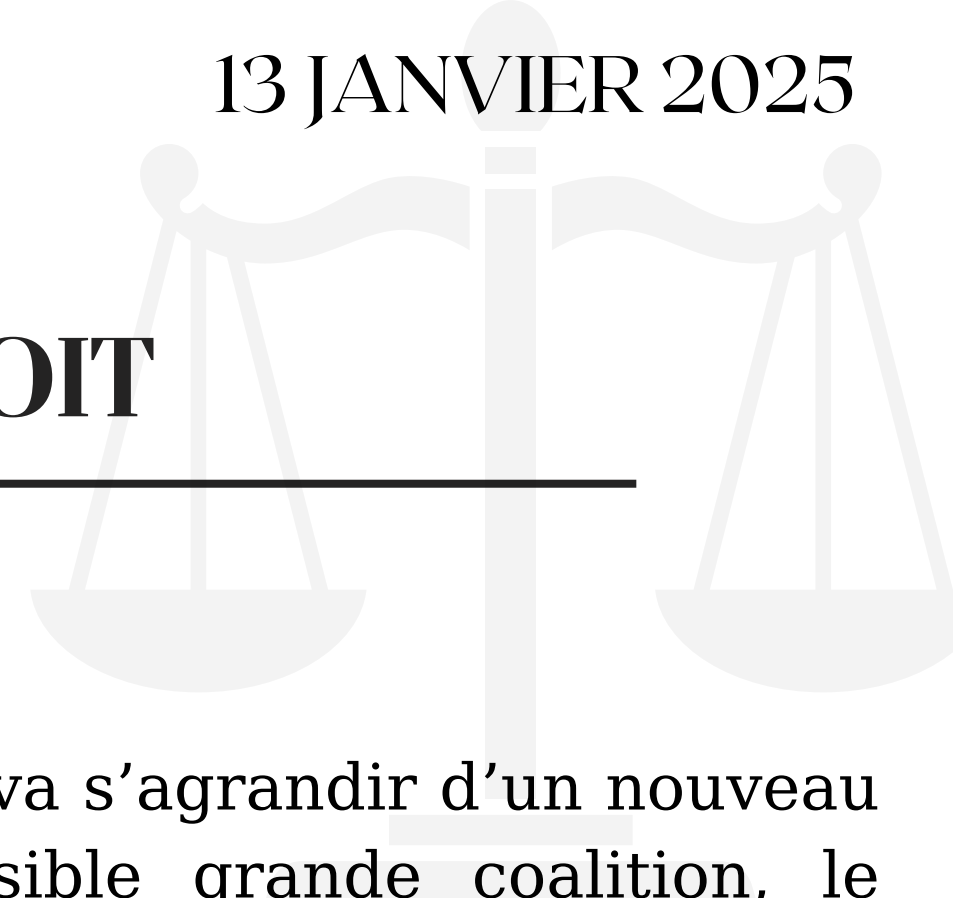 13 JANVIER 2025
OIT
va s’agrandir d’un nouveau
sible grande coalition, le